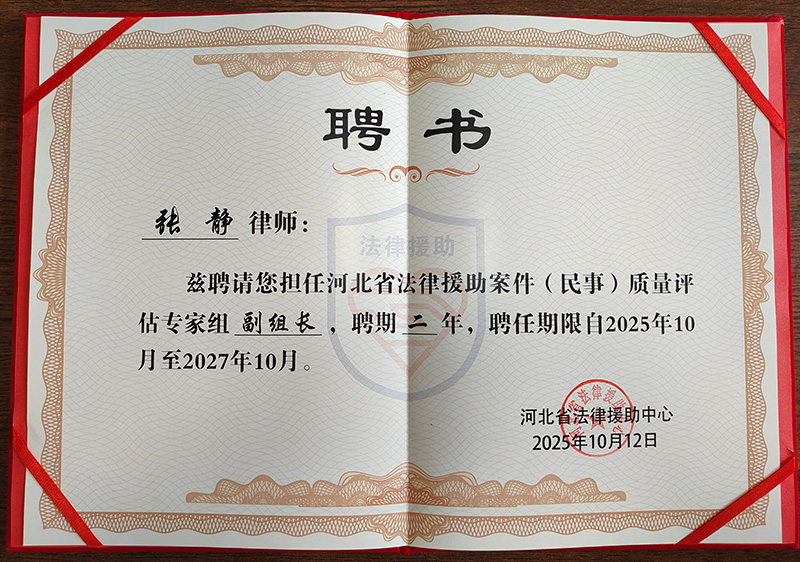 聘书
张 静 律师：
法律援助
兹聘请您担任河北省法律援助案件（民事）质量评
估专家组 副组长 ，聘期 二 年，聘任期限自2025年10
月至2027年10月。
河北省法律援助中心
2025年10月12日